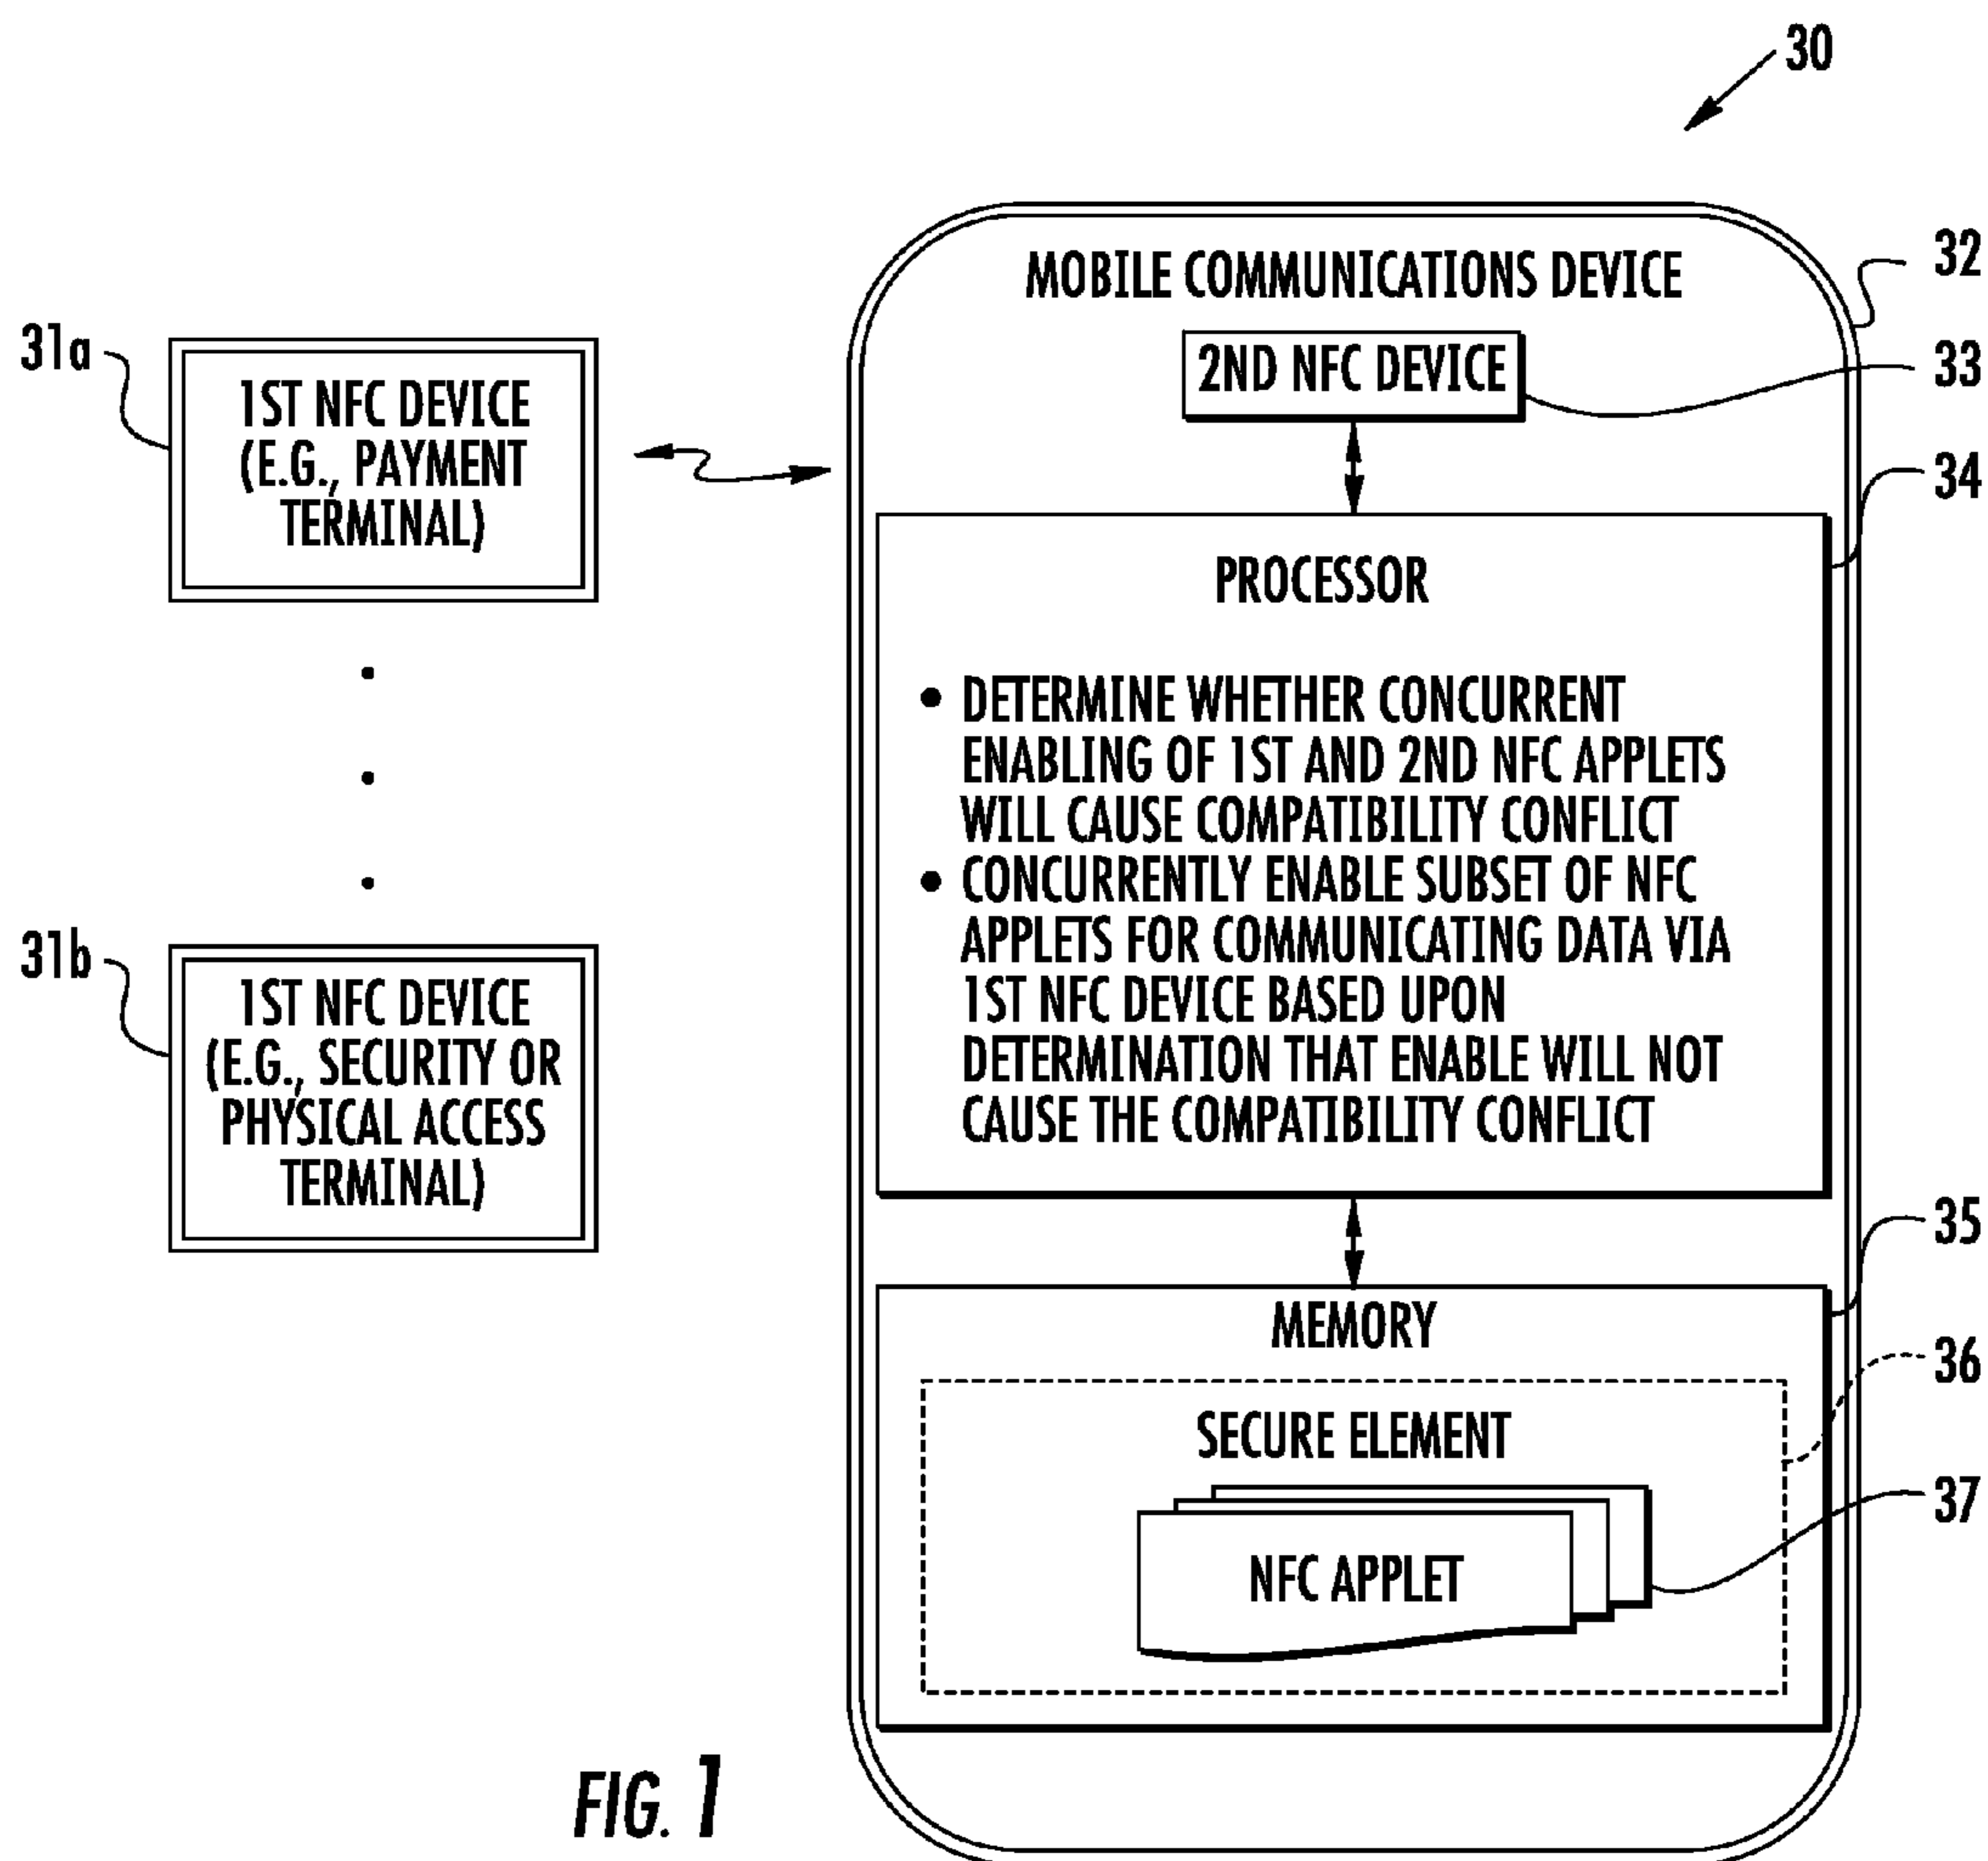 30
MOBILE COMMUNICATIONS DEVICE
32
2ND NFC DEVICE
33
31a
1ST NFC DEVICE
(E.G., PAYMENT
TERMINAL)
34
PROCESSOR
• DETERMINE WHETHER CONCURRENT
ENABLING OF 1ST AND 2ND NFC APPLETS
WILL CAUSE COMPATIBILITY CONFLICT
• CONCURRENTLY ENABLE SUBSET OF NFC
APPLETS FOR COMMUNICATING DATA VIA
1ST NFC DEVICE BASED UPON
DETERMINATION THAT ENABLE WILL NOT
CAUSE THE COMPATIBILITY CONFLICT
31b
1ST NFC DEVICE
(E.G., SECURITY OR
PHYSICAL ACCESS
TERMINAL)
35
MEMORY
36
SECURE ELEMENT
37
NFC APPLET
FIG. 1